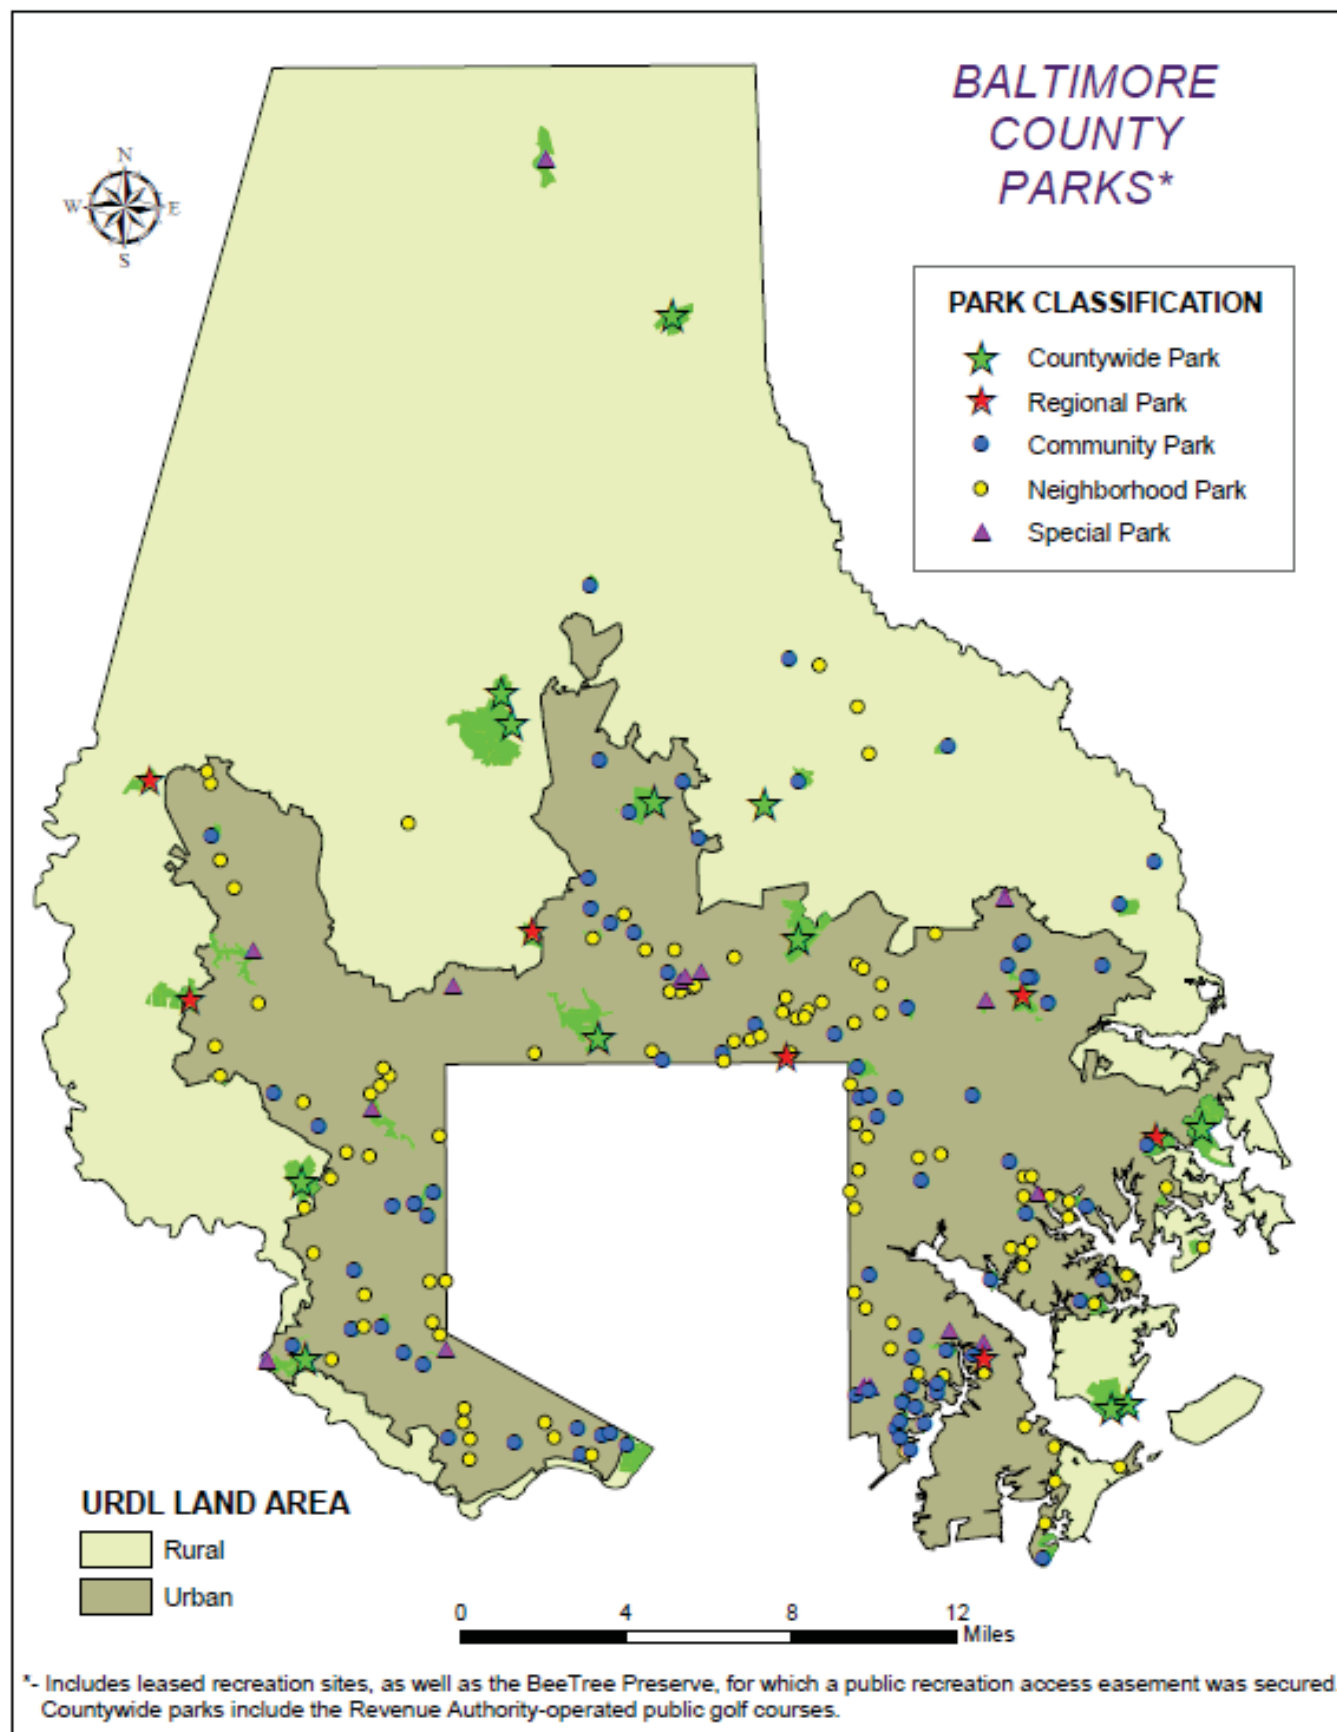 BALTIMORE
COUNTY
PARKS*
N
W E
S
PARK CLASSIFICATION
Countywide Park
Regional Park
Community Park
Neighborhood Park
Special Park
URDL LAND AREA
Rural
Urban
0 4 8 12
Miles
*- Includes leased recreation sites, as well as the BeeTree Preserve, for which a public recreation access easement was secured.
Countywide parks include the Revenue Authority-operated public golf courses.